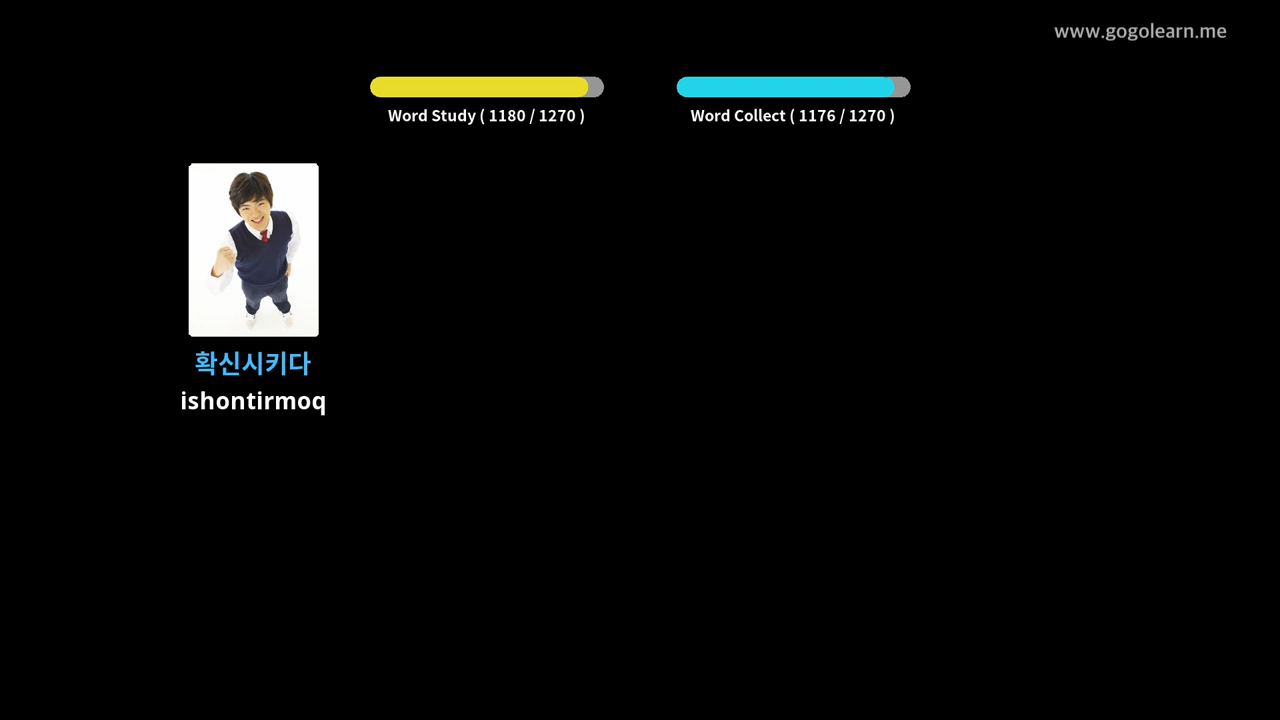 www.gogolearn.me
Word Study ( 1180 / 1270 )
Word Collect ( 1176 / 1270 )
확신시키다
ishontirmoq